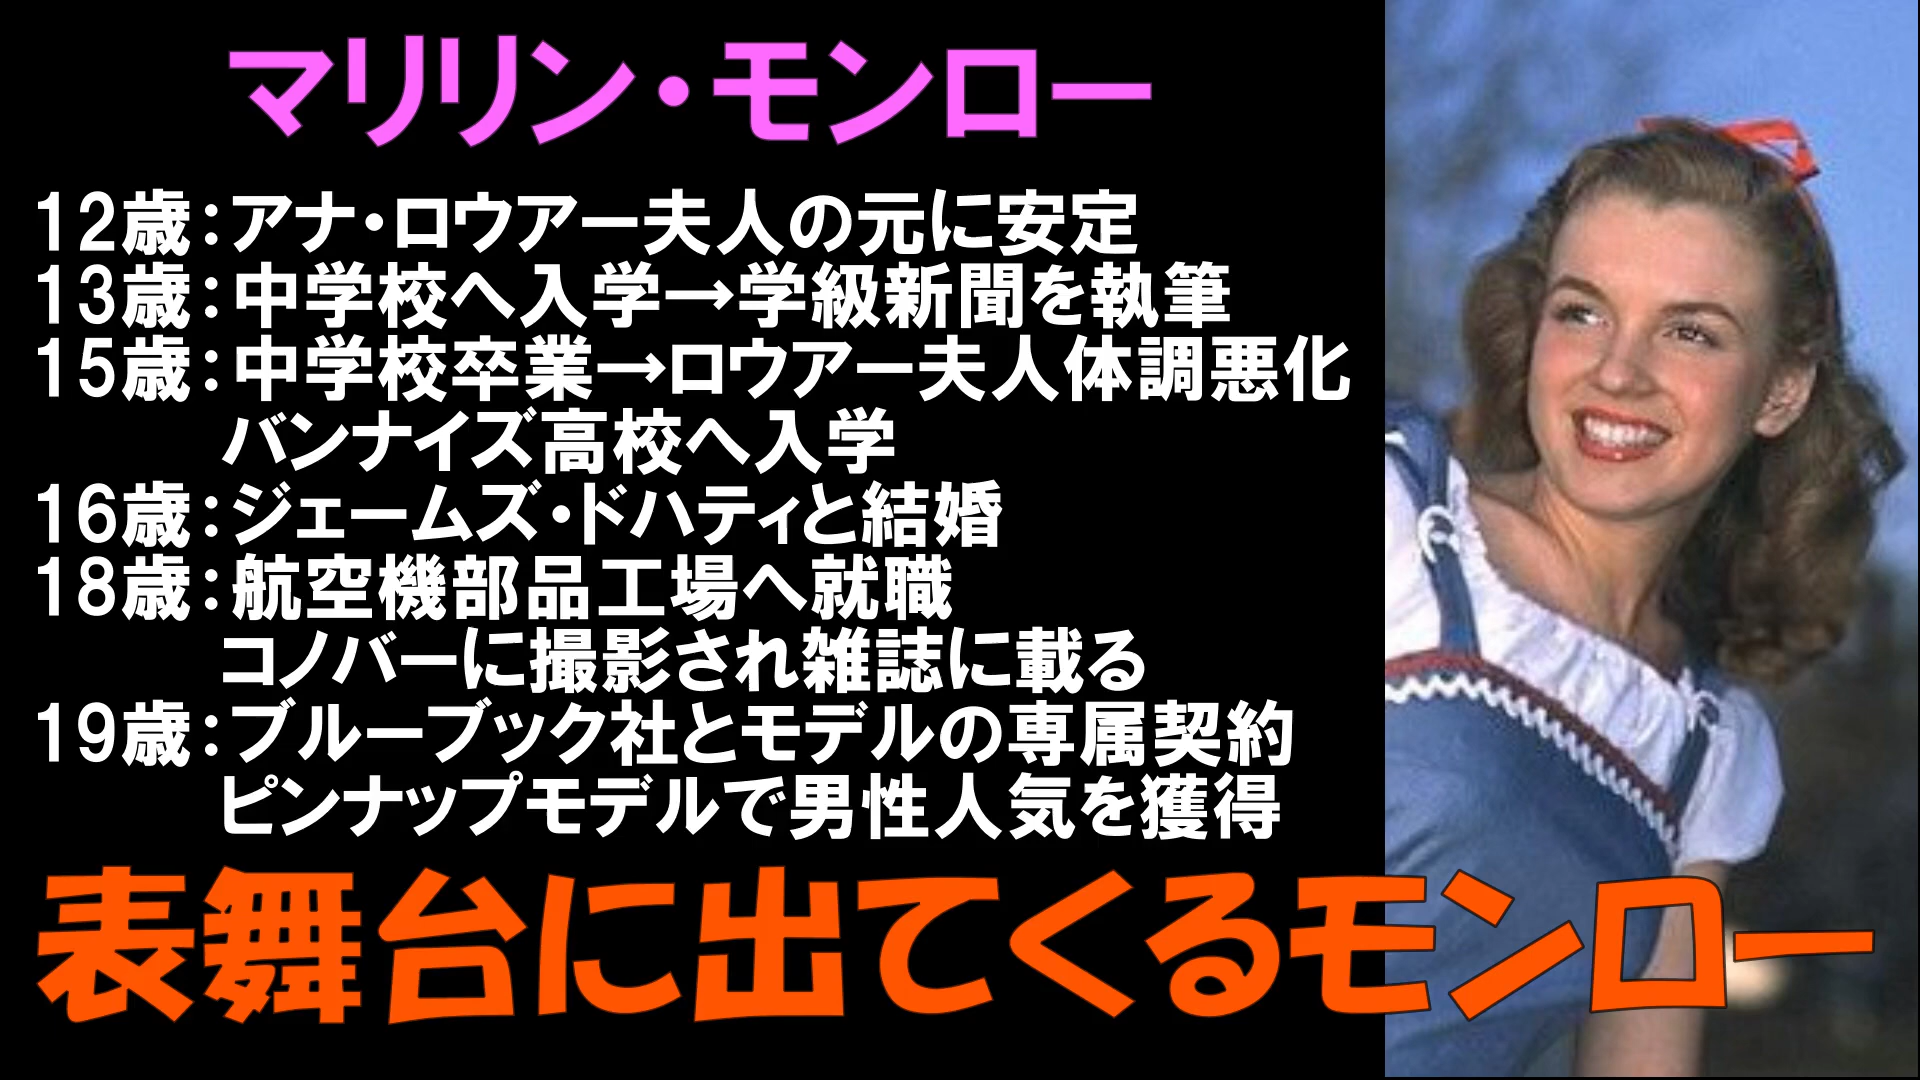 マリリン・モンロー
12歳：アナ・ロウアー夫人の元に安定
13歳：中学校へ入学→学級新聞を執筆
15歳：中学校卒業→ロウアー夫人体調悪化
バンナイズ高校へ入学
16歳：ジェームズ・ドハティと結婚
18歳：航空機部品工場へ就職
コノバーに撮影され雑誌に載る
19歳：ブルーブック社とモデルの専属契約
ピンナップモデルで男性人気を獲得
表舞台に出てくるモンロー